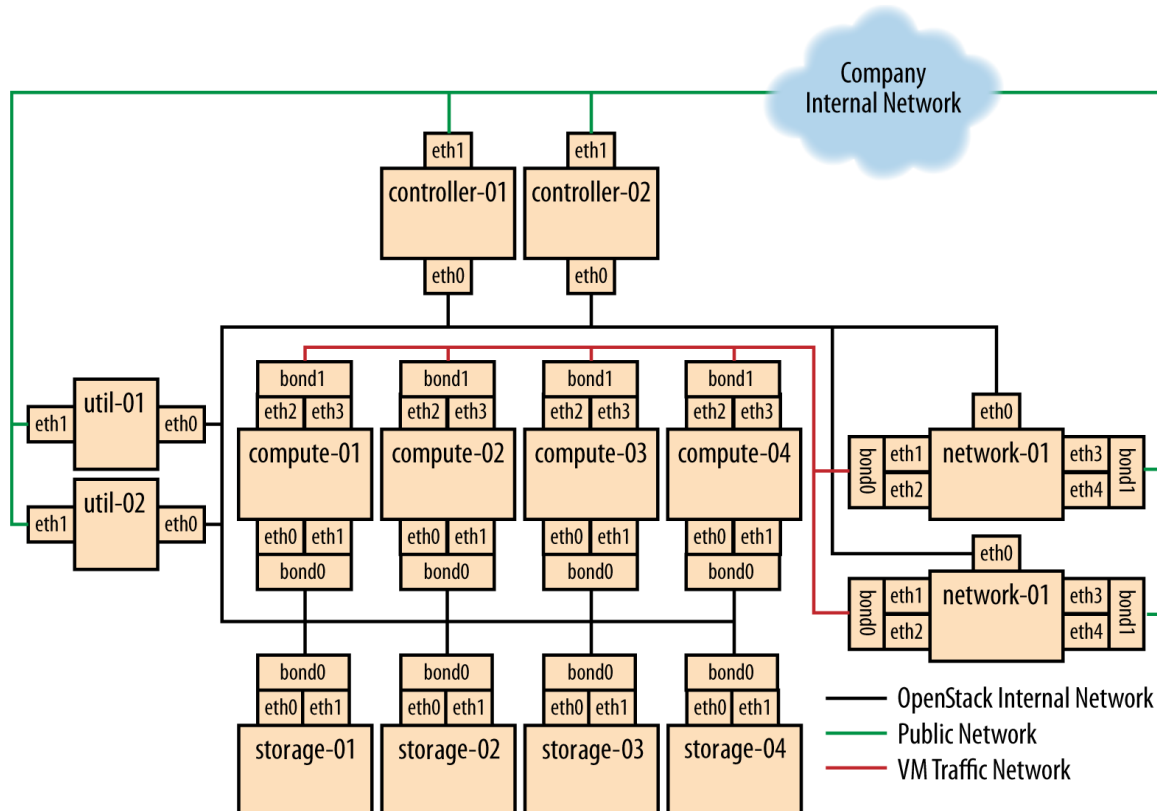 Company
Internal Network
eth1
eth1
controller-01
controller-02
eth0
eth0
bond1
bond1
bond1
bond1
eth2 eth3
eth2 eth3
eth2 eth3
eth2 eth3
compute-01
compute-02
compute-03
compute-04
eth0 eth1
eth0 eth1
eth0 eth1
eth0 eth1
bond0
bond0
bond0
bond0
util-01
eth1
eth0
util-02
eth1
eth0
eth0
bond0
eth1
eth2
network-01
eth3
eth4
bond1
eth0
bond0
eth1
eth2
network-01
eth3
eth4
bond1
bond0
bond0
bond0
bond0
eth0 eth1
eth0 eth1
eth0 eth1
eth0 eth1
storage-01
storage-02
storage-03
storage-04
OpenStack Internal Network
Public Network
VM Traffic Network